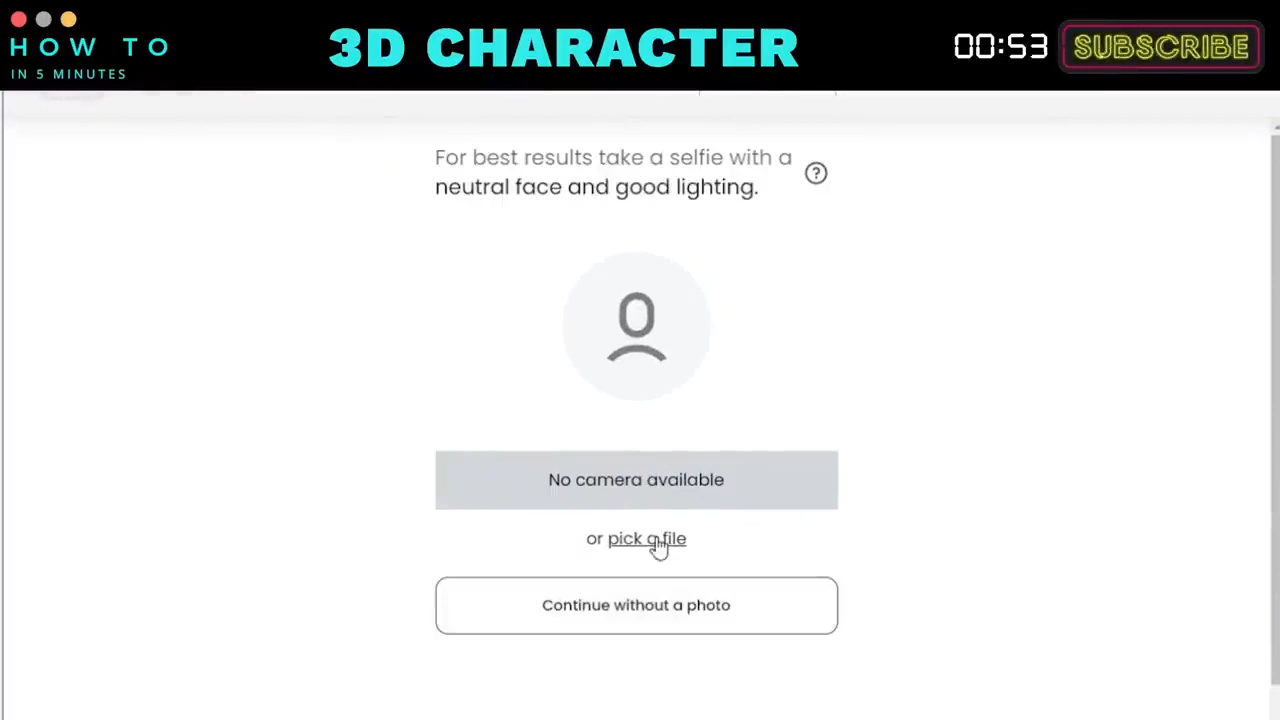 HOW TO
IN 5 MINUTES
3D CHARACTER
00:53
SUBSCRIBE
For best results take a selfie with a
neutral face and good lighting.
?
No camera available
or pick a file
Continue without a photo